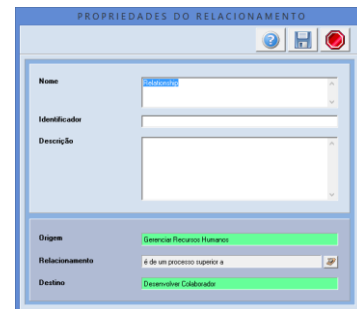 PROPRIEDADES DO RELACIONAMENTO
Nome
Relationship
Identificador
Descrição
Origem
Gerenciar Recursos Humanos
Relacionamento
é de um processo superior a
Destino
Desenvolver Colaborador